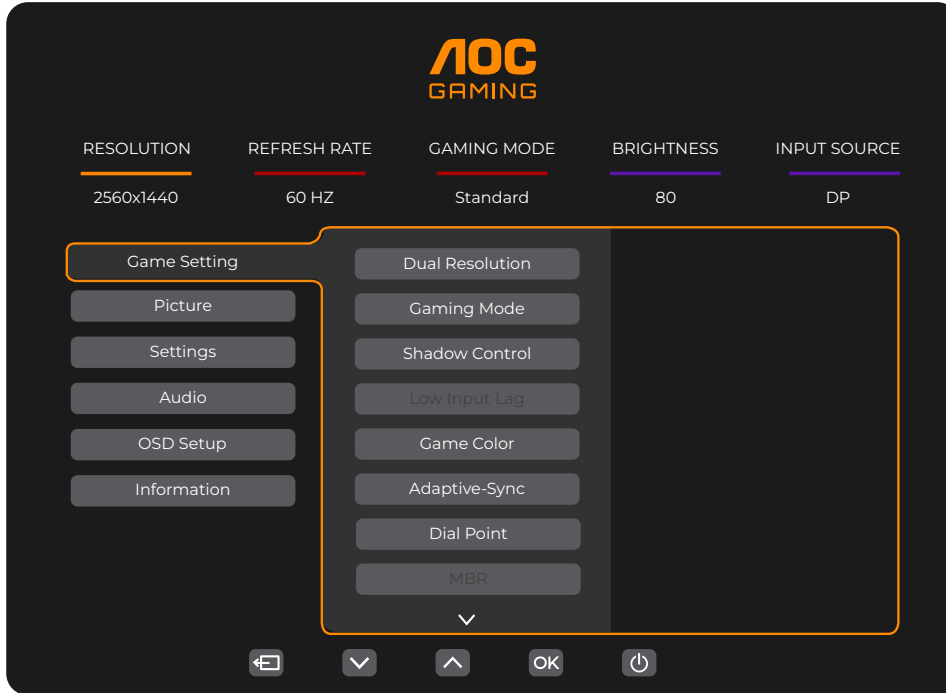 AOC
GAMING
RESOLUTION REFRESH RATE GAMING MODE BRIGHTNESS INPUT SOURCE
2560x1440 60 HZ Standard 80 DP
Game Setting
Picture
Settings
Audio
OSD Setup
Information
Dual Resolution
Gaming Mode
Shadow Control
Low Input Lag
Game Color
Adaptive-Sync
Dial Point
MBR
OK